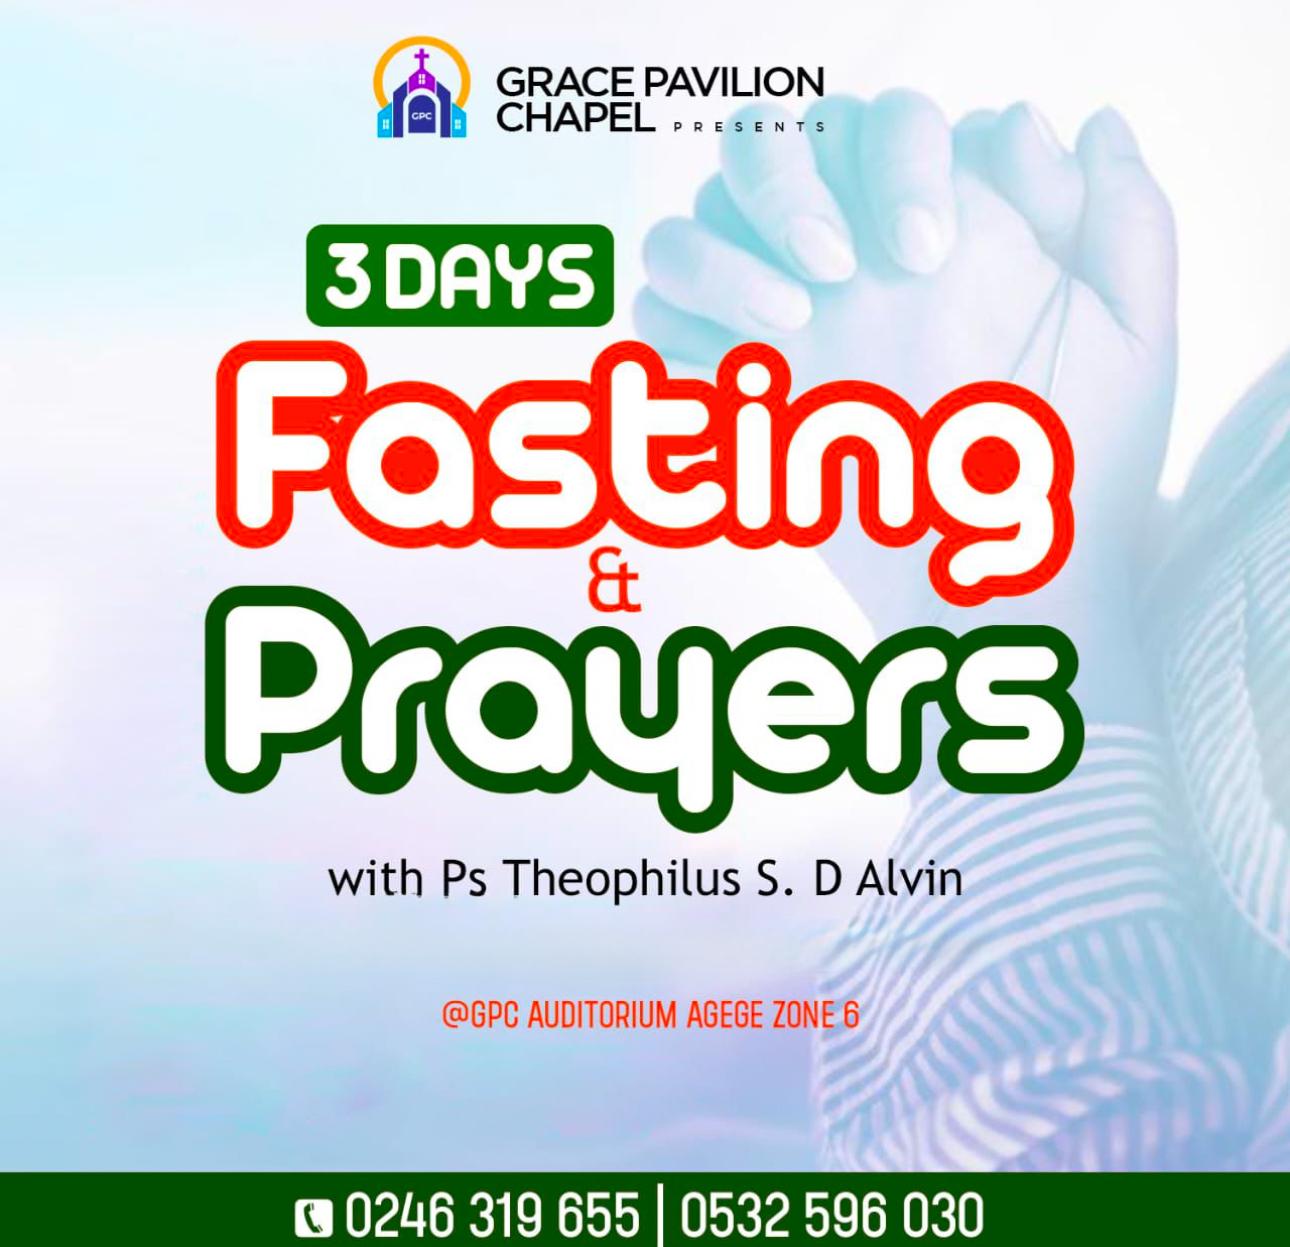 GPC
GRACE PAVILION
CHAPEL PRESENTS
3 DAYS
Fasting
&
Prayers
with Ps Theophilus S. D Alvin
@GPC AUDITORIUM AGEGE ZONE 6
0246 319 655 | 0532 596 030